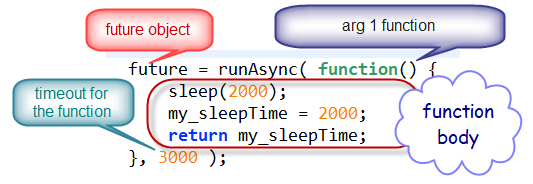 future object
arg 1 function
future = runAsync( function() {
sleep(2000);
my_sleepTime = 2000;
return my_sleepTime;
}, 3000 );
timeout for
the function
function
body